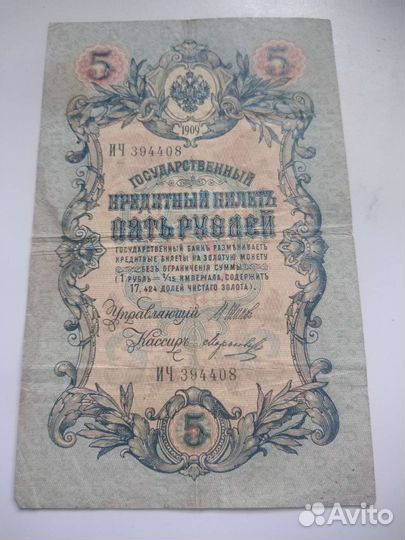 5 5
1909
ИЧ 394408
ГОСУДАРСТВЕННЫЙ
КРЕДИТНЫЙ БИЛЕТЪ
ПЯТЬ РУБЛЕЙ
ГОСУДАРСТВЕННЫЙ БАНКЪ РАЗМѢНИВАЕТЪ
КРЕДИТНЫЕ БИЛЕТЫ НА ЗОЛОТУЮ МОНЕТУ
БЕЗЪ ОГРАНИЧЕНІЯ СУММЫ
(1 РУБЛЬ = 1/15 ИМПЕРІАЛА, СОДЕРЖИТЪ
17,424 ДОЛЕЙ ЧИСТАГО ЗОЛОТА).
Управляющій
Кассиръ
ИЧ 394408
5
Avito